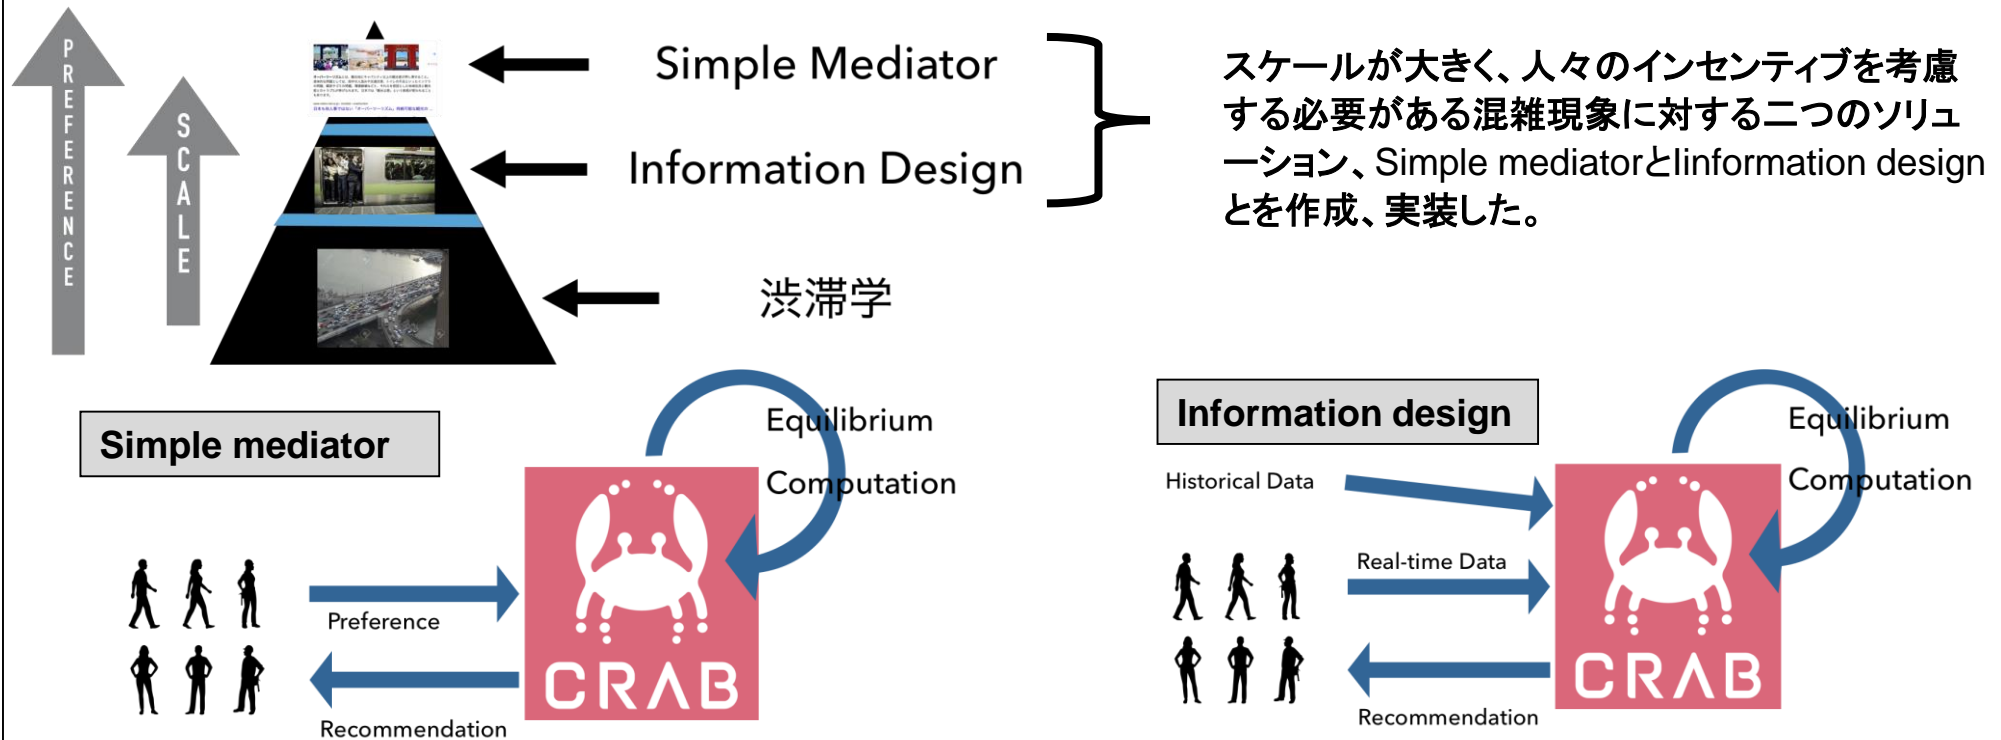 PREFERENCE
SCALE
Simple Mediator
Information Design
渋滞学
スケールが大きく、人々のインセンティブを考慮
する必要がある混雑現象に対する二つのソリュ
ーション、Simple mediatorとIinformation design
とを作成、実装した。
Simple mediator
Equilibrium
Computation
Preference
Recommendation
CRAB
Information design
Historical Data
Real-time Data
Recommendation
Equilibrium
Computation
CRAB